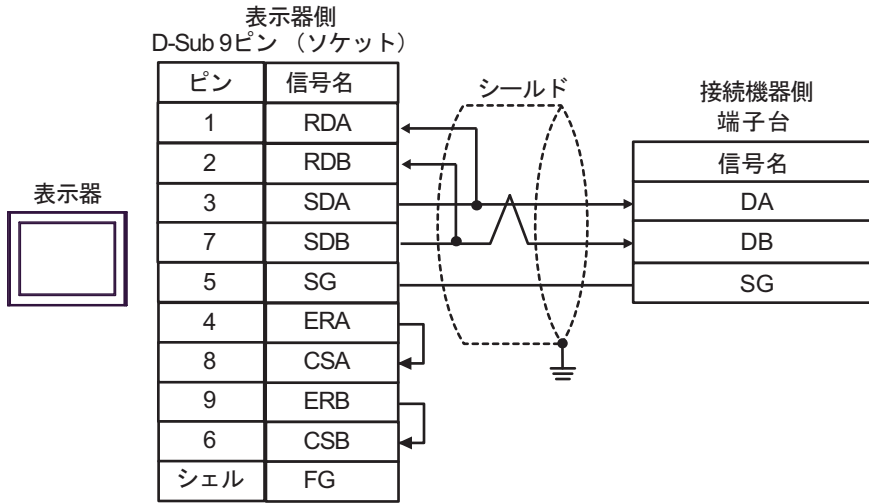 表示器側
D-Sub 9ピン （ソケット）
ピン 信号名
1 RDA
2 RDB
3 SDA
7 SDB
5 SG
4 ERA
8 CSA
9 ERB
6 CSB
シェル FG
表示器
シールド
接続機器側
端子台
信号名
DA
DB
SG